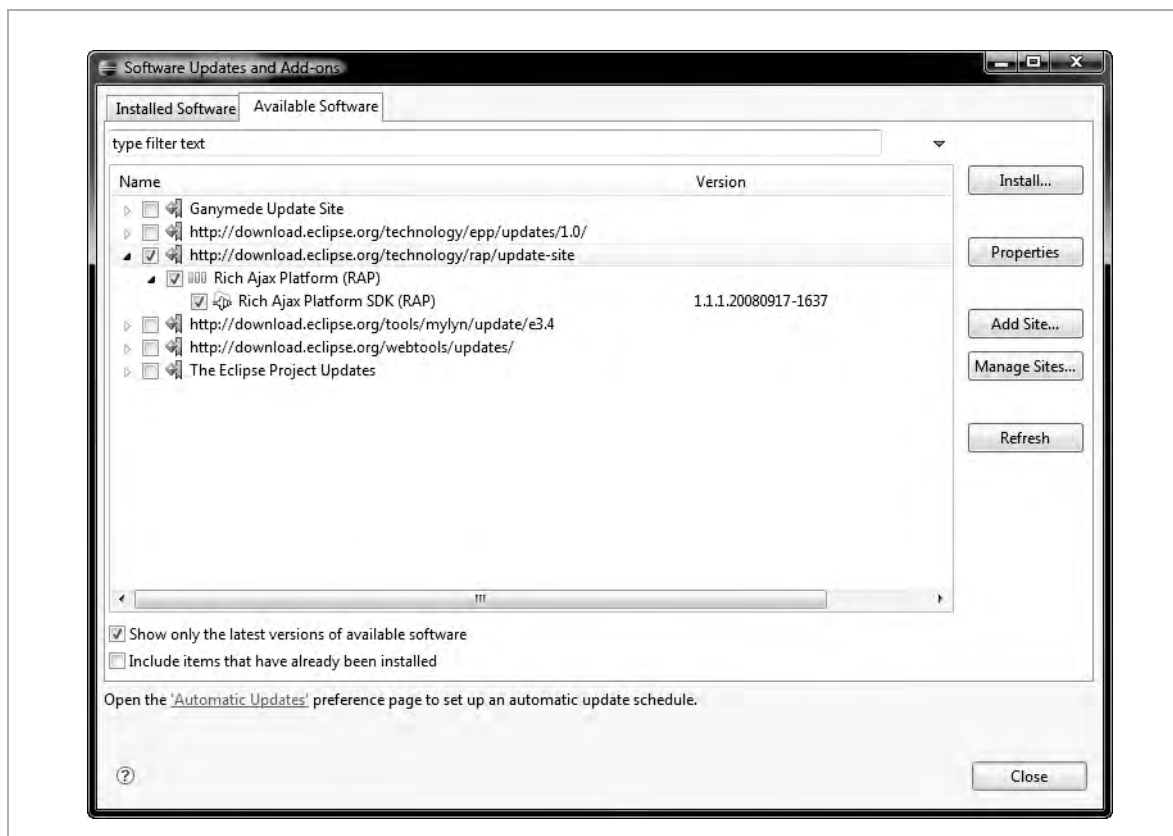 Software Updates and Add-ons
Installed Software Available Software
type filter text
Name Version
Install...
Ganymede Update Site
http://download.eclipse.org/technology/epp/updates/1.0/
http://download.eclipse.org/technology/rap/update-site
Properties
Rich Ajax Platform (RAP)
Rich Ajax Platform SDK (RAP) 1.1.1.20080917-1637
http://download.eclipse.org/tools/mylyn/update/e3.4
Add Site...
http://download.eclipse.org/webtools/updates/
The Eclipse Project Updates
Manage Sites...
Refresh
Show only the latest versions of available software
Include items that have already been installed
Open the 'Automatic Updates' preference page to set up an automatic update schedule.
?
Close